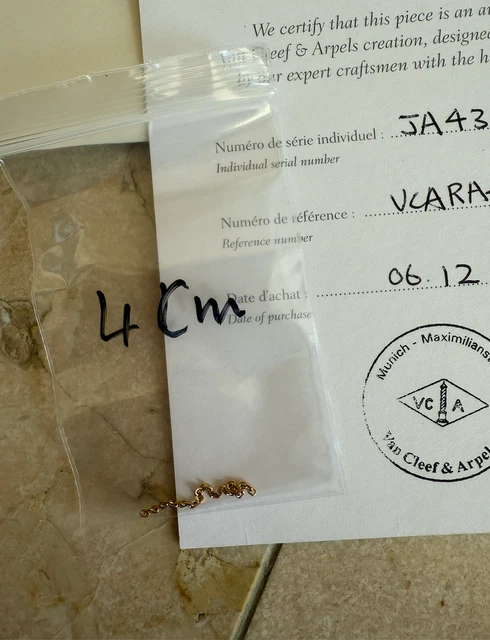 We certify that this piece is an
Van Cleef & Arpels creation, designed
by our expert craftsmen with the
Numéro de série individuel : JA43
Individual serial number
Numéro de référence : VCARA
Reference number
Date d'achat : 06.12
Date of purchase
4 Cm
Munich - Maximilians
VC A
Van Cleef & Arpel